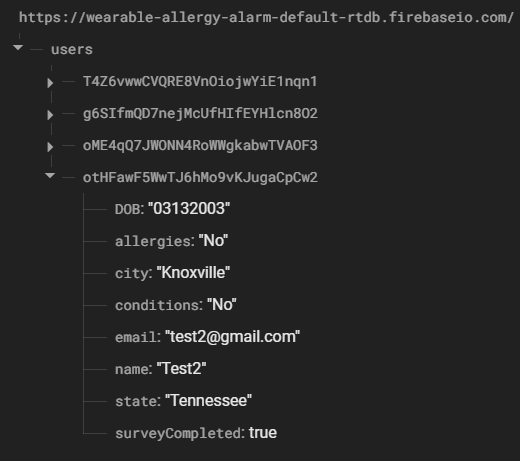 https://wearable-allergy-alarm-default-rtdb.firebaseio.com/
users
T4Z6vwwCVQRE8VnOiojwYiE1nqn1
g6SIfmQD7nejMcUfHIfEYHlcn8O2
oME4qQ7JWONN4RoWWgkabwTVAOF3
otHFawF5WwTJ6hMo9vKJugaCpCw2
DOB: "03132003"
allergies: "No"
city: "Knoxville"
conditions: "No"
email: "test2@gmail.com"
name: "Test2"
state: "Tennessee"
surveyCompleted: true